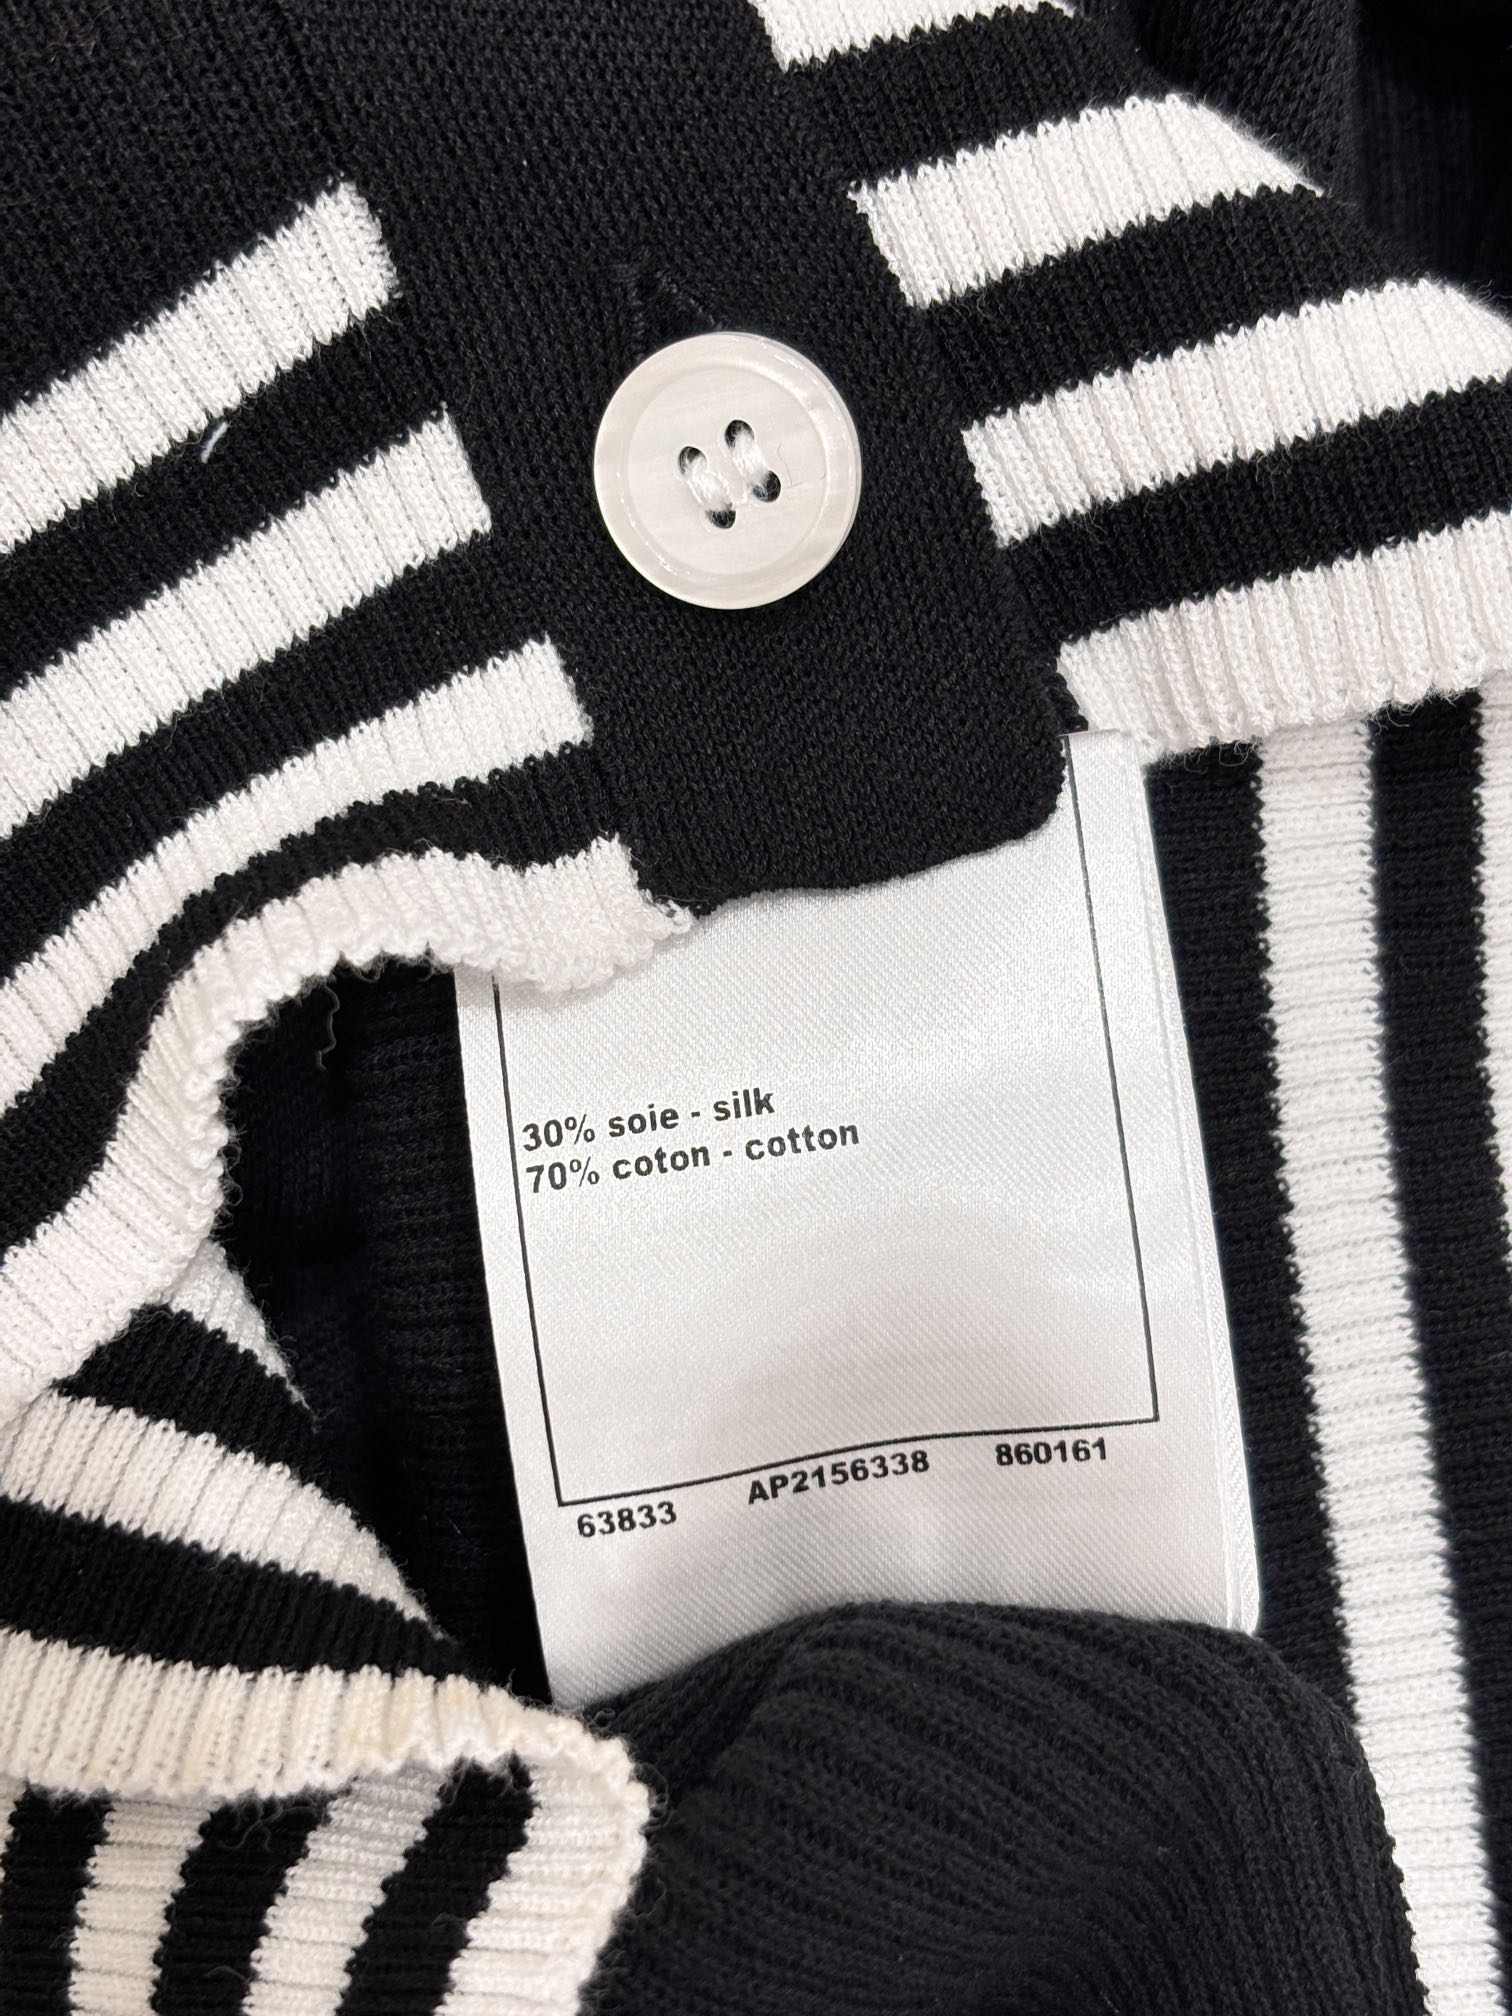 30% soie - silk
70% coton - cotton
63833 AP2156338 860161